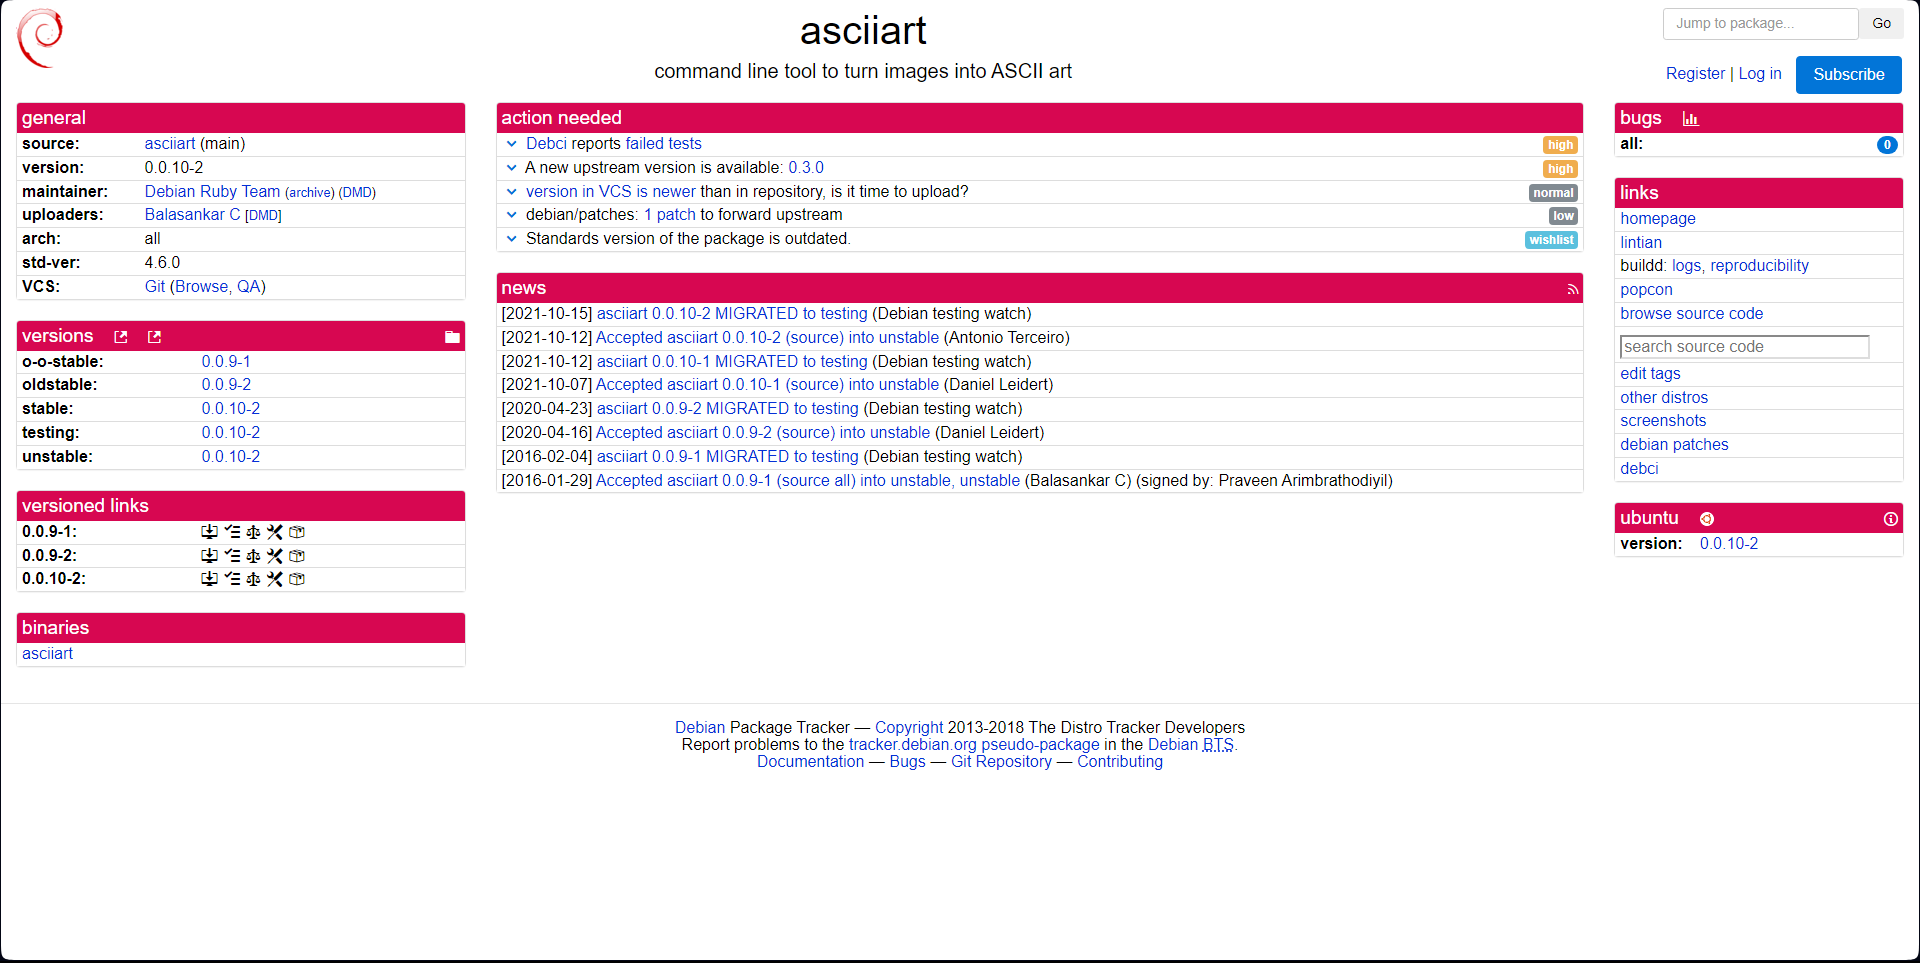 asciiart
command line tool to turn images into ASCII art
Jump to package...
Go
Register | Log in
Subscribe
general
source: asciiart (main)
version: 0.0.10-2
maintainer: Debian Ruby Team (archive) (DMD)
uploaders: Balasankar C [DMD]
arch: all
std-ver: 4.6.0
VCS: Git (Browse, QA)
versions
o-o-stable: 0.0.9-1
oldstable: 0.0.9-2
stable: 0.0.10-2
testing: 0.0.10-2
unstable: 0.0.10-2
versioned links
0.0.9-1:
0.0.9-2:
0.0.10-2:
binaries
asciiart
action needed
Debci reports failed tests high
A new upstream version is available: 0.3.0 high
version in VCS is newer than in repository, is it time to upload? normal
debian/patches: 1 patch to forward upstream low
Standards version of the package is outdated. wishlist
news
[2021-10-15] asciiart 0.0.10-2 MIGRATED to testing (Debian testing watch)
[2021-10-12] Accepted asciiart 0.0.10-2 (source) into unstable (Antonio Terceiro)
[2021-10-12] asciiart 0.0.10-1 MIGRATED to testing (Debian testing watch)
[2021-10-07] Accepted asciiart 0.0.10-1 (source) into unstable (Daniel Leidert)
[2020-04-23] asciiart 0.0.9-2 MIGRATED to testing (Debian testing watch)
[2020-04-16] Accepted asciiart 0.0.9-2 (source) into unstable (Daniel Leidert)
[2016-02-04] asciiart 0.0.9-1 MIGRATED to testing (Debian testing watch)
[2016-01-29] Accepted asciiart 0.0.9-1 (source all) into unstable, unstable (Balasankar C) (signed by: Praveen Arimbrathodiyil)
bugs
all: 0
links
homepage
lintian
buildd: logs, reproducibility
popcon
browse source code
search source code
edit tags
other distros
screenshots
debian patches
debci
ubuntu
version: 0.0.10-2
Debian Package Tracker — Copyright 2013-2018 The Distro Tracker Developers
Report problems to the tracker.debian.org pseudo-package in the Debian BTS.
Documentation — Bugs — Git Repository — Contributing